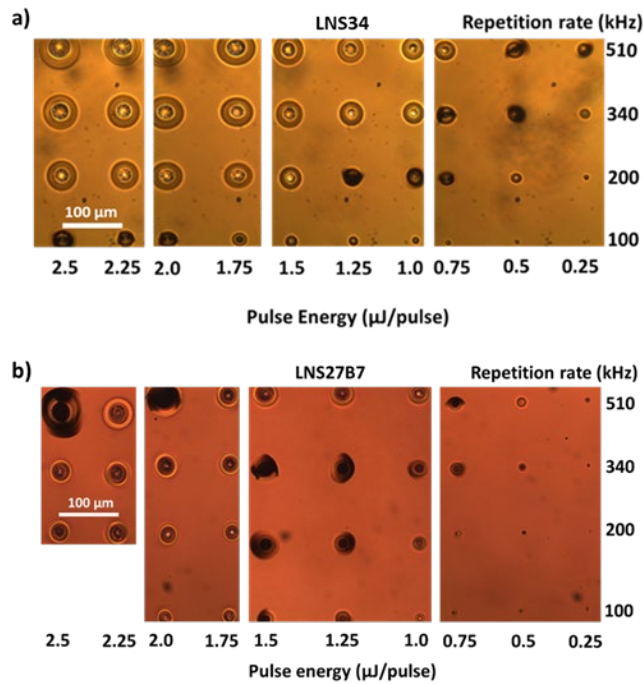 a)
LNS34
Repetition rate (kHz)
510
340
200
100 µm
100
2.5 2.25 2.0 1.75 1.5 1.25 1.0 0.75 0.5 0.25
Pulse Energy (µJ/pulse)
b)
LNS27B7
Repetition rate (kHz)
510
340
100 µm
200
100
2.5 2.25 2.0 1.75 1.5 1.25 1.0 0.75 0.5 0.25
Pulse energy (µJ/pulse)